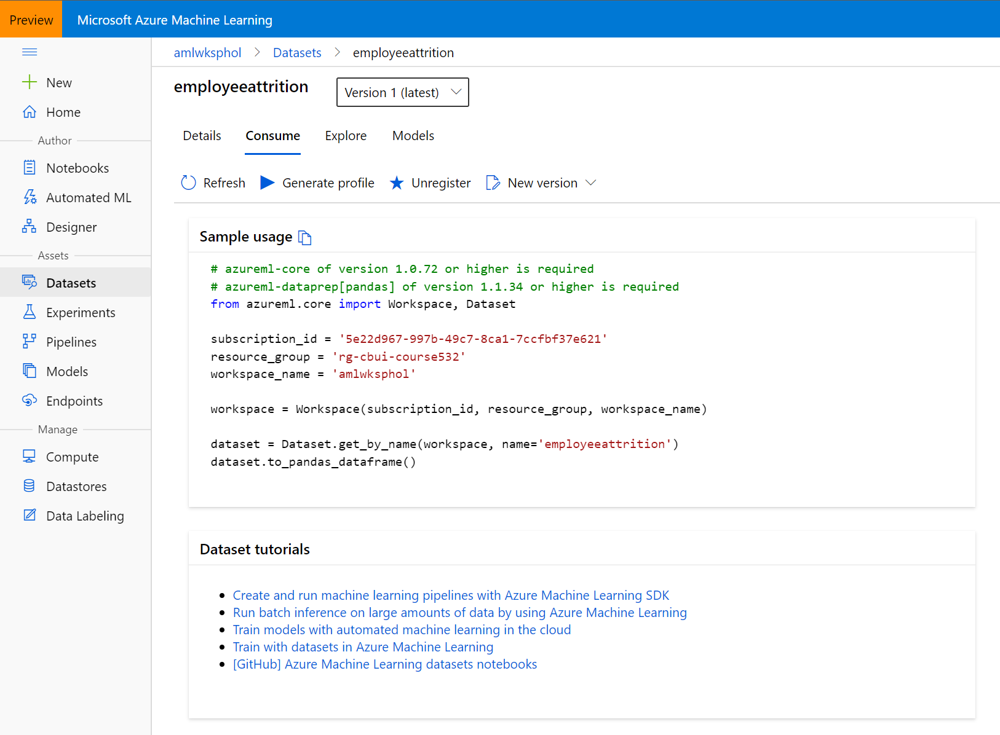 Preview
Microsoft Azure Machine Learning
New
Home
Author
Notebooks
Automated ML
Designer
Assets
Datasets
Experiments
Pipelines
Models
Endpoints
Manage
Compute
Datastores
Data Labeling
amlwksphol > Datasets > employeeattrition
employeeattrition
Version 1 (latest)
Details Consume Explore Models
Refresh Generate profile Unregister New version
Sample usage
# azureml-core of version 1.0.72 or higher is required
# azureml-dataprep[pandas] of version 1.1.34 or higher is required
from azureml.core import Workspace, Dataset
subscription_id = '5e22d967-997b-49c7-8ca1-7ccfbf37e621'
resource_group = 'rg-cbui-course532'
workspace_name = 'amlwksphol'
workspace = Workspace(subscription_id, resource_group, workspace_name)
dataset = Dataset.get_by_name(workspace, name='employeeattrition')
dataset.to_pandas_dataframe()
Dataset tutorials
• Create and run machine learning pipelines with Azure Machine Learning SDK
• Run batch inference on large amounts of data by using Azure Machine Learning
• Train models with automated machine learning in the cloud
• Train with datasets in Azure Machine Learning
• [GitHub] Azure Machine Learning datasets notebooks